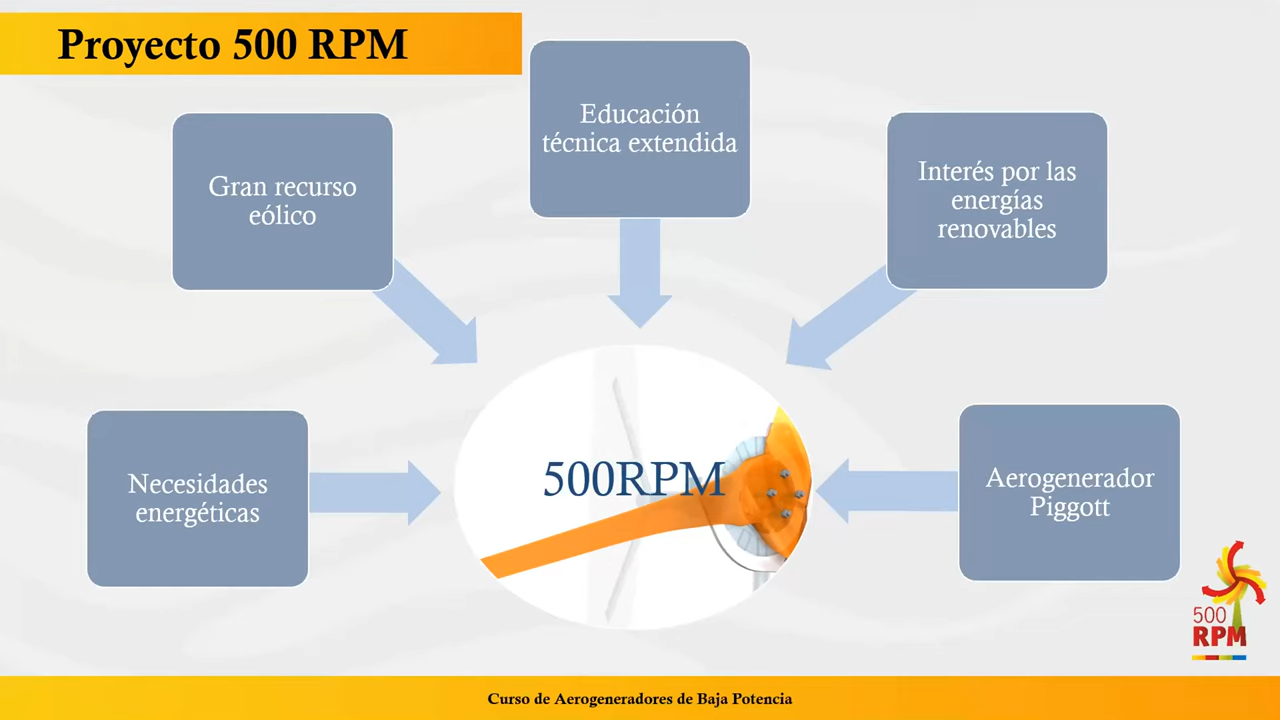 Proyecto 500 RPM
Educación
técnica extendida
Gran recurso
eólico
Interés por las
energías
renovables
Necesidades
energéticas
500RPM
Aerogenerador
Piggott
500
RPM
Curso de Aerogeneradores de Baja Potencia